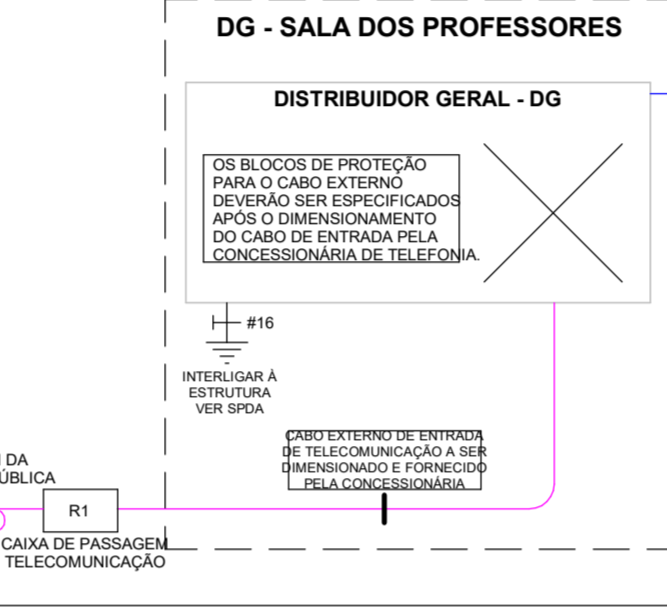 DG - SALA DOS PROFESSORES
DISTRIBUIDOR GERAL - DG
OS BLOCOS DE PROTEÇÃO
PARA O CABO EXTERNO
DEVERÃO SER ESPECIFICADOS
APÓS O DIMENSIONAMENTO
DO CABO DE ENTRADA PELA
CONCESSIONÁRIA DE TELEFONIA.
#16
INTERLIGAR À
ESTRUTURA
VER SPDA
CABO EXTERNO DE ENTRADA
DE TELECOMUNICAÇÃO A SER
DIMENSIONADO E FORNECIDO
PELA CONCESSIONÁRIA
DA
ÚBLICA
R1
CAIXA DE PASSAGEM
TELECOMUNICAÇÃO